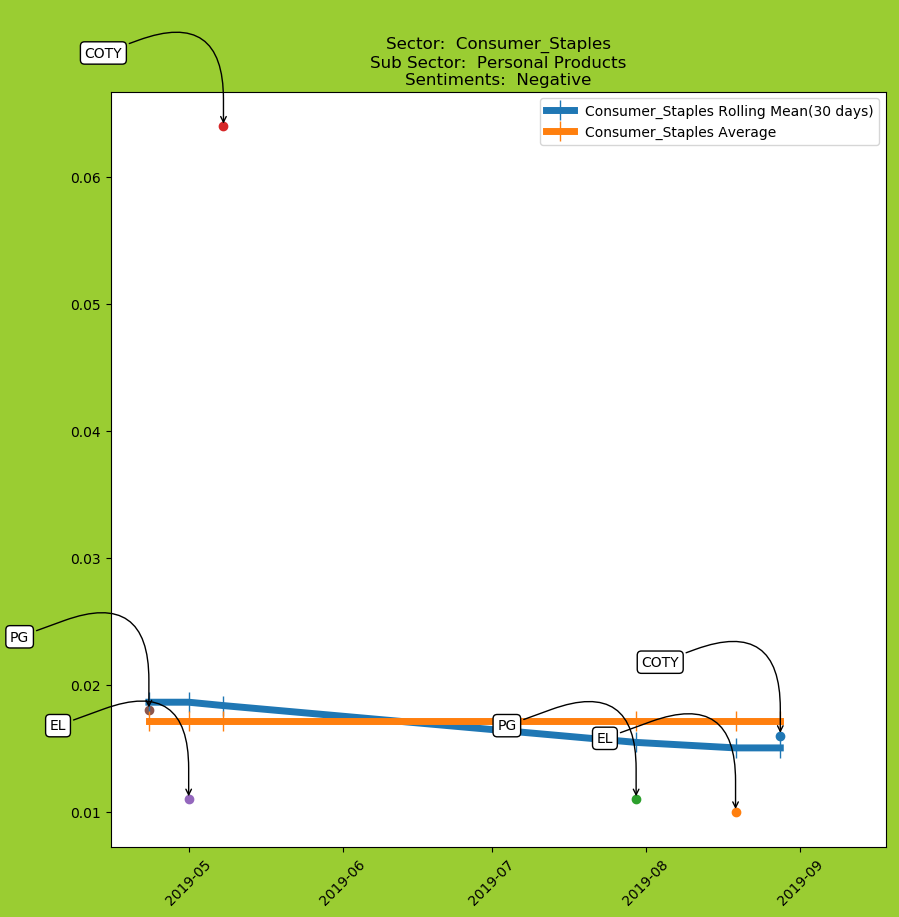 COTY
Sector:  Consumer_Staples
Sub Sector:  Personal Products
Sentiments:  Negative
Consumer_Staples Rolling Mean(30 days)
Consumer_Staples Average
0.06
0.05
0.04
0.03
PG
COTY
0.02
EL
PG
EL
0.01
2019-05
2019-06
2019-07
2019-08
2019-09